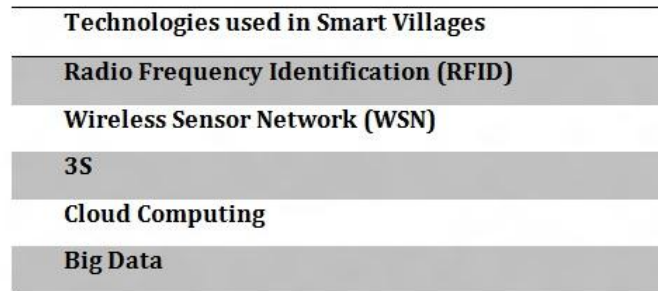 Technologies used in Smart Villages
Radio Frequency Identification (RFID)
Wireless Sensor Network (WSN)
3S
Cloud Computing
Big Data